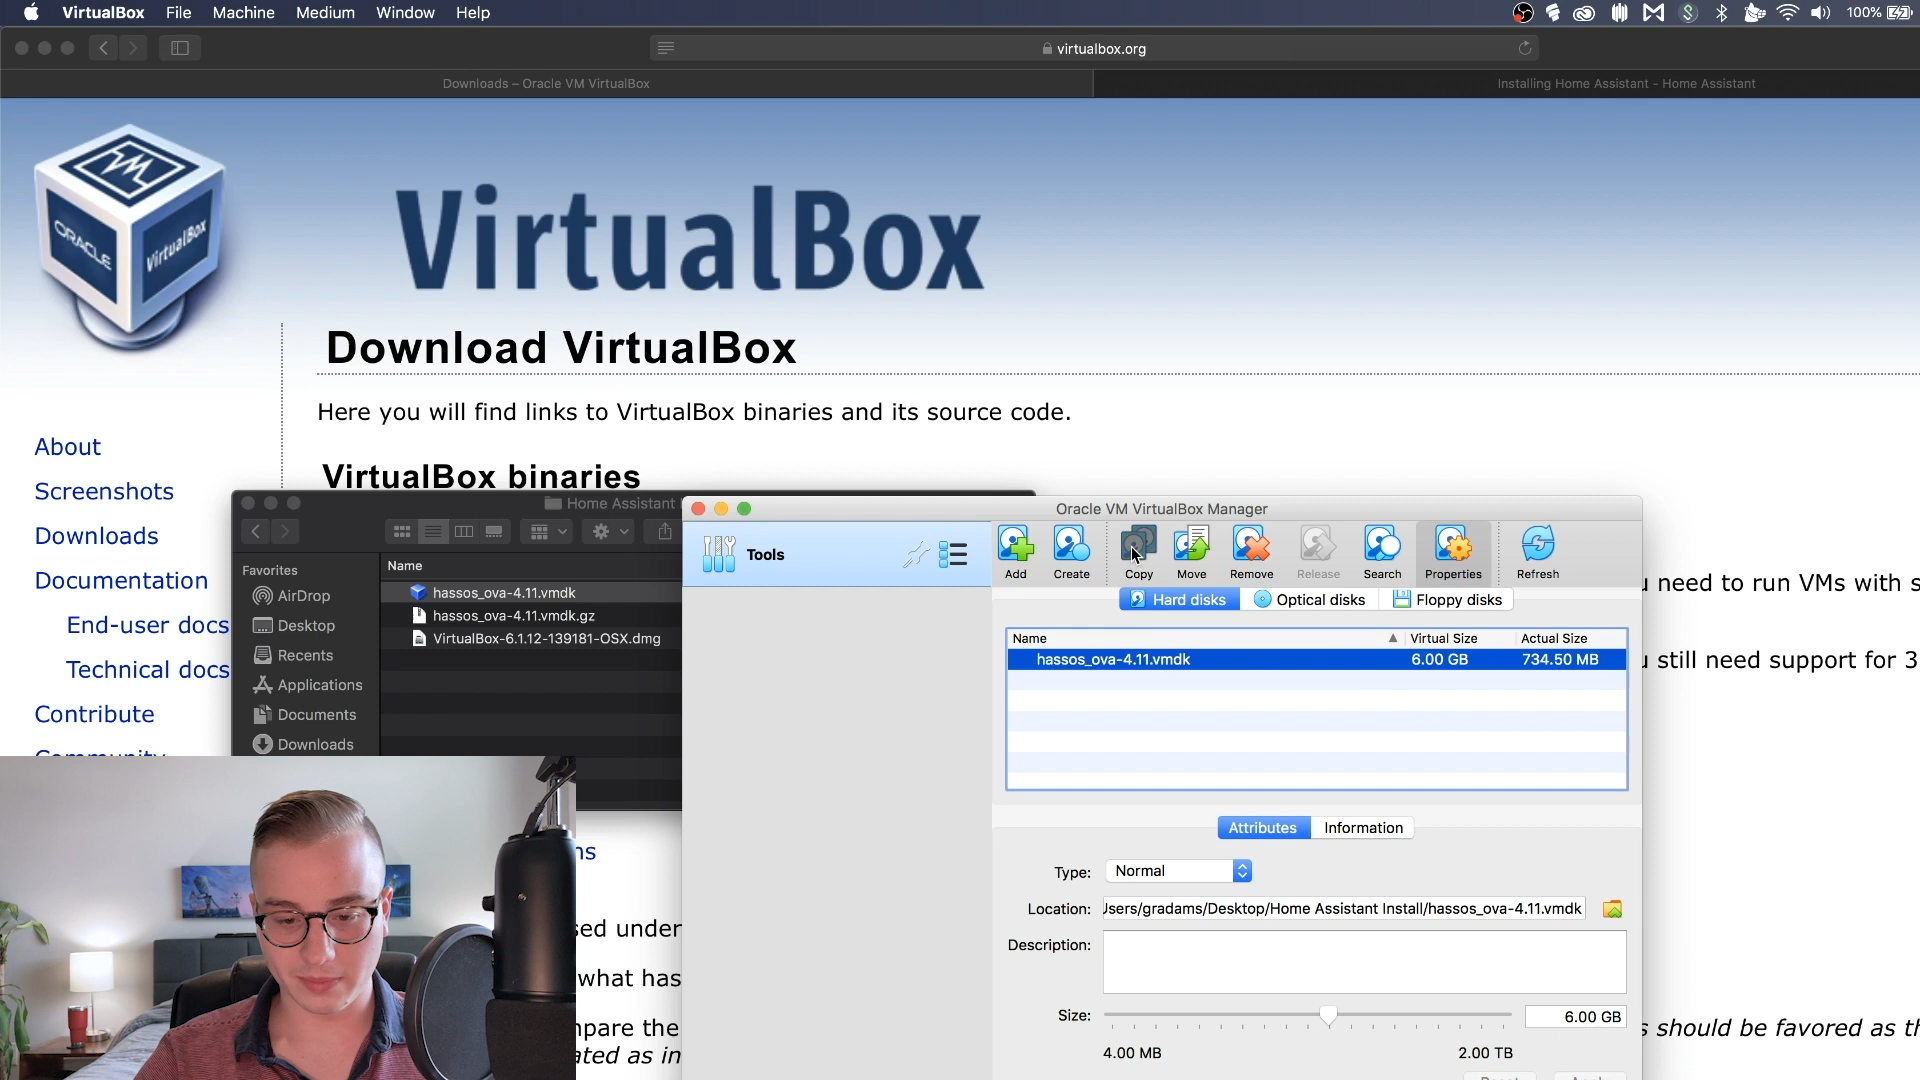 VirtualBox File Machine Medium Window Help
100%
virtualbox.org
Downloads – Oracle VM VirtualBox
Installing Home Assistant - Home Assistant
ORACLE
VirtualBox
VirtualBox
Download VirtualBox
Here you will find links to VirtualBox binaries and its source code.
VirtualBox binaries
About
Screenshots
Downloads
Documentation
End-user docs
Technical docs
Contribute
Community
Home Assistant
Favorites
AirDrop
Desktop
Recents
Applications
Documents
Downloads
Name
hassos_ova-4.11.vmdk
hassos_ova-4.11.vmdk.gz
VirtualBox-6.1.12-139181-OSX.dmg
Oracle VM VirtualBox Manager
Tools
Add Create Copy Move Remove Release Search Properties Refresh
Hard disks Optical disks Floppy disks
Name Virtual Size Actual Size
hassos_ova-4.11.vmdk 6.00 GB 734.50 MB
Attributes Information
Type: Normal
Location: Jsers/gradams/Desktop/Home Assistant Install/hassos_ova-4.11.vmdk
Description:
Size: 6.00 GB
4.00 MB 2.00 TB
need to run VMs with s
still need support for 3
ns
sed under
what has
pare the
ated as in
s should be favored as th